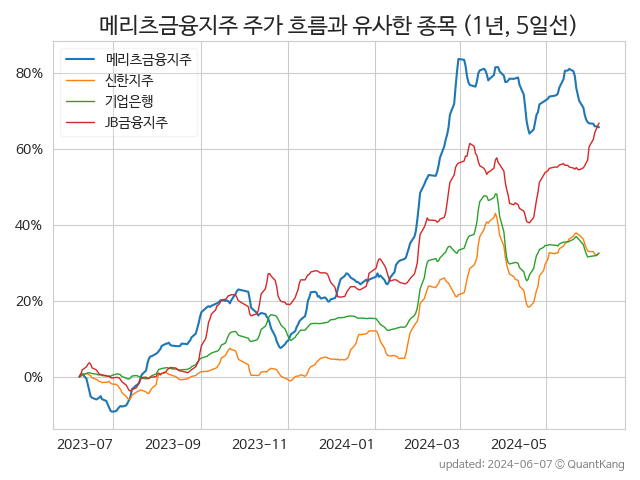 메리츠금융지주 주가 흐름과 유사한 종목 (1년, 5일선)
메리츠금융지주
신한지주
기업은행
JB금융지주
80%
60%
40%
20%
0%
2023-07 2023-09 2023-11 2024-01 2024-03 2024-05
updated: 2024-06-07 © QuantKang